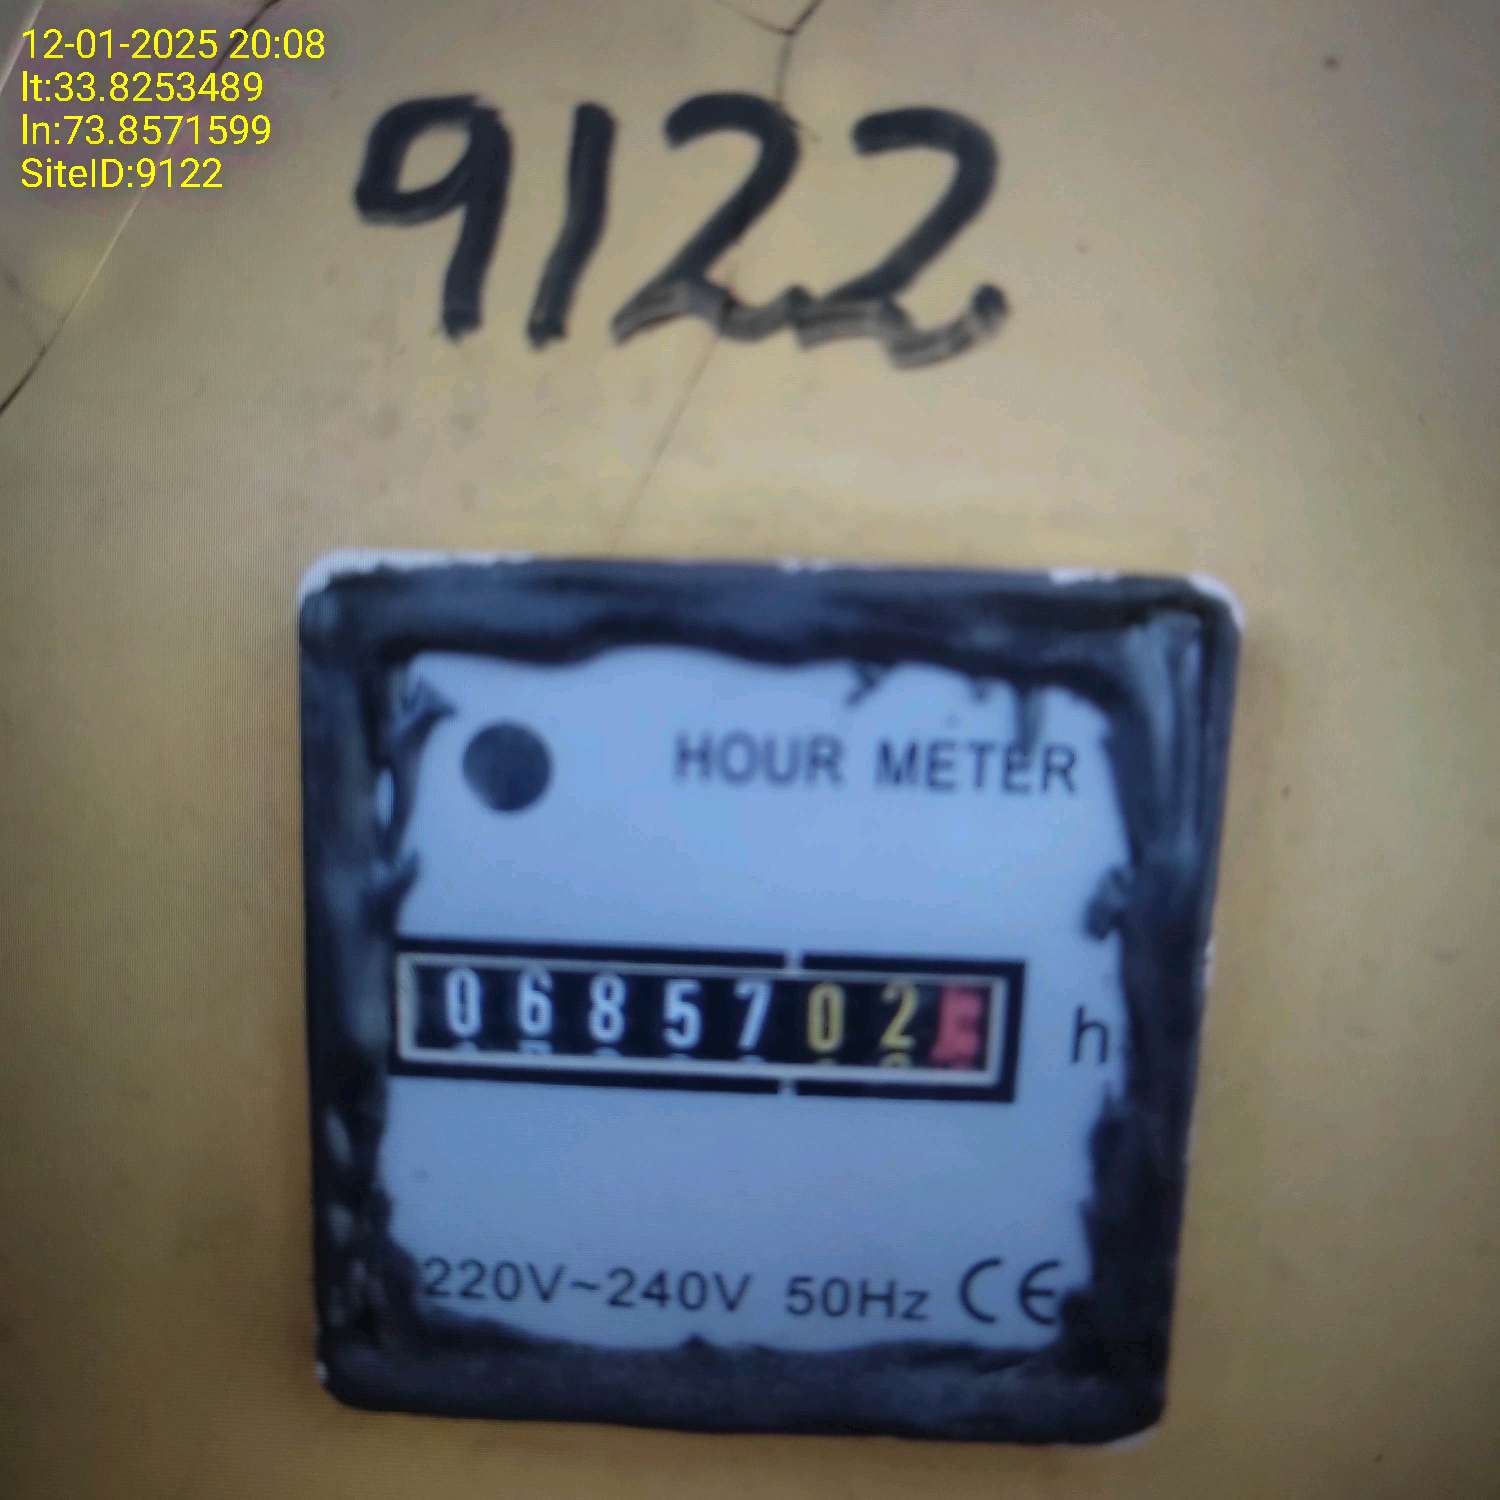 12-01-2025 20:08
lt:33.8253489
ln:73.8571599
SiteID:9122
9122
HOUR METER
0685702
h
220V~240V 50Hz CE